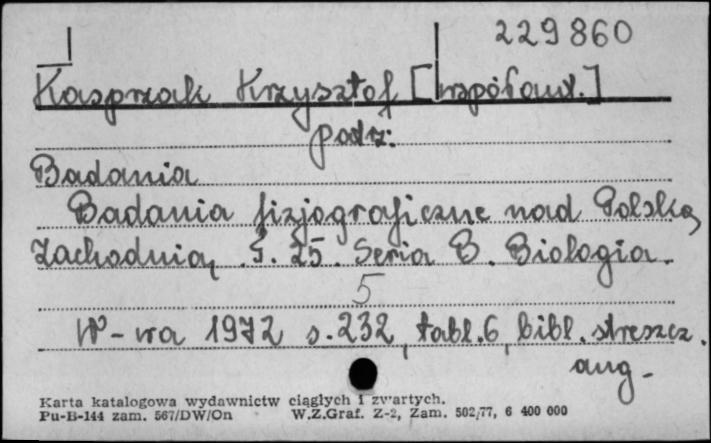 229860
Kasprzak Krzysztof [współaut.]
patrz:
Badania
Badania fizjograficzne nad Polską
Zachodnią. T. 25. Seria B. Biologia.
5
W-wa 1972 s. 232, tabl. 6, bibl. streszcz.
ang.
Karta katalogowa wydawnictw ciągłych i zwartych.
Pu-B-144 zam. 567/DW/On W.Z.Graf. Z-2, Zam. 502/77, 6 400 000